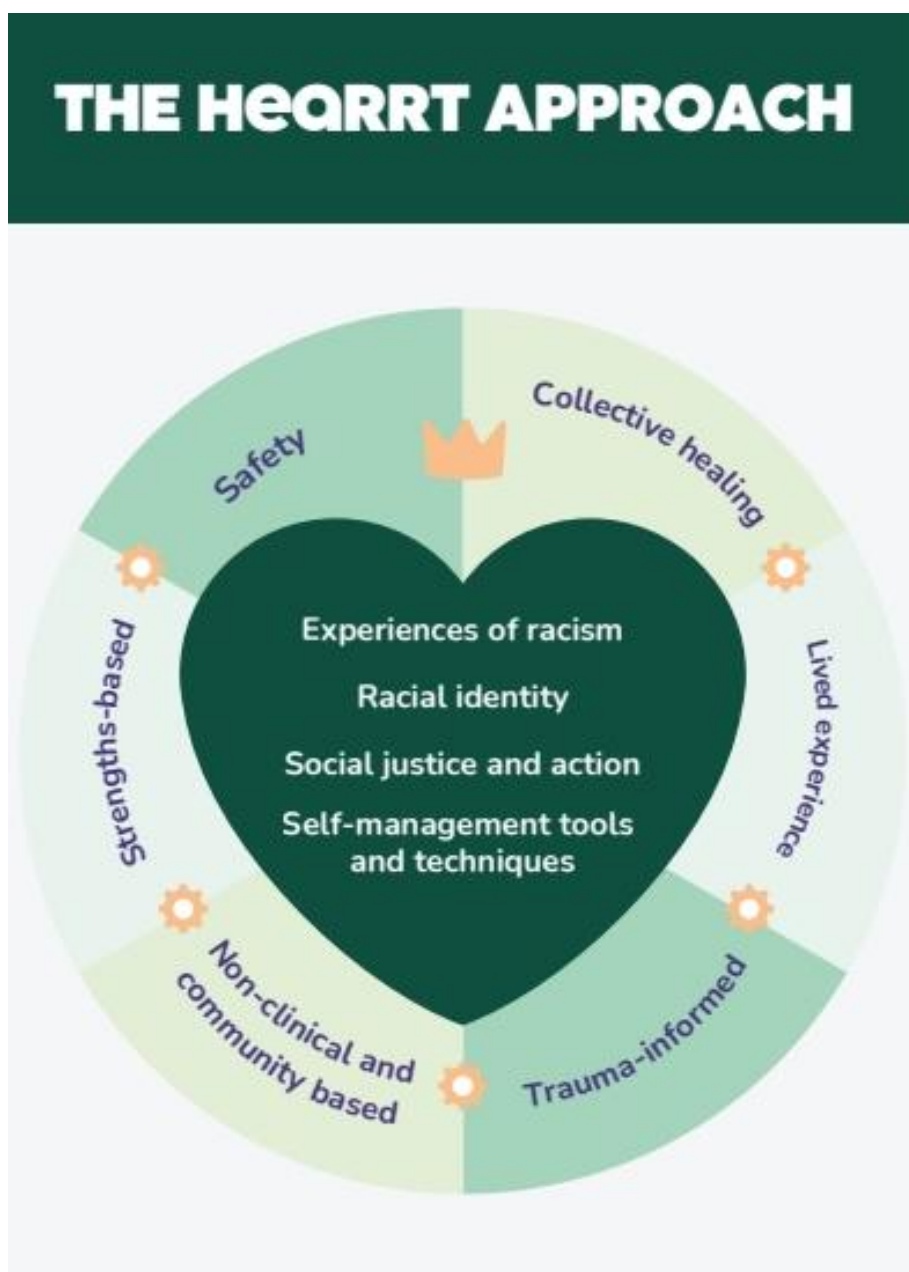 THE HeaRRT APPROACH
Safety
Collective healing
Lived experience
Trauma-informed
Non-clinical and
community based
Strengths-based
Experiences of racism
Racial identity
Social justice and action
Self-management tools
and techniques